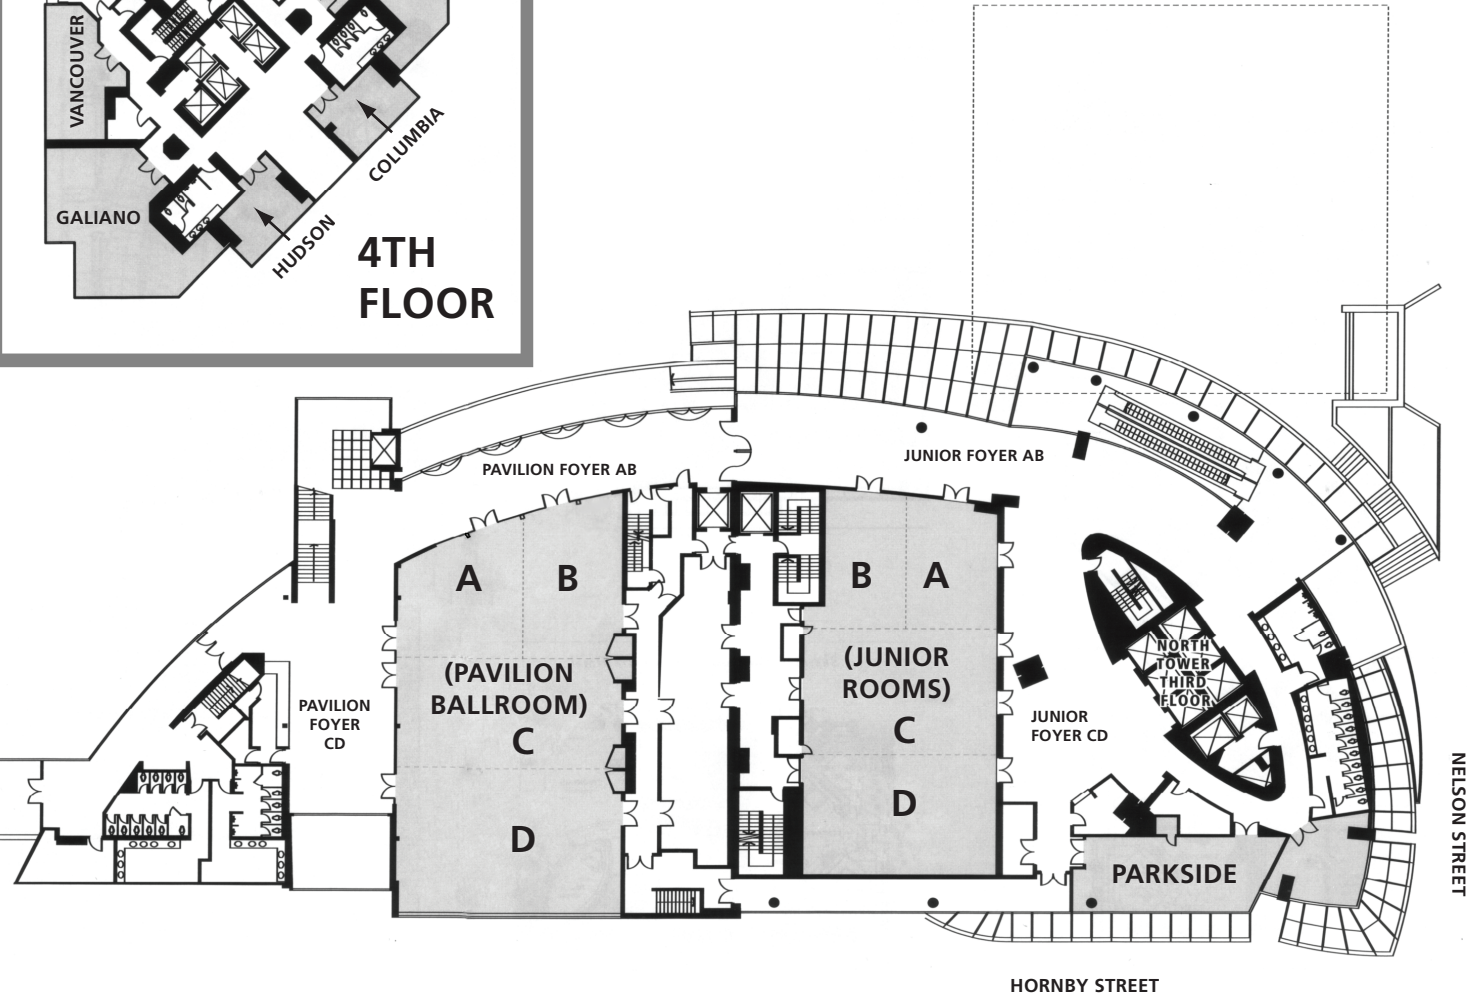 VANCOUVER
COLUMBIA
GALIANO
HUDSON
4TH
FLOOR
PAVILION FOYER AB
JUNIOR FOYER AB
A
B
B
A
(PAVILION
BALLROOM)
(JUNIOR
ROOMS)
NORTH
TOWER
THIRD
FLOOR
PAVILION
FOYER
CD
C
C
JUNIOR
FOYER CD
D
D
PARKSIDE
NELSON STREET
HORNBY STREET